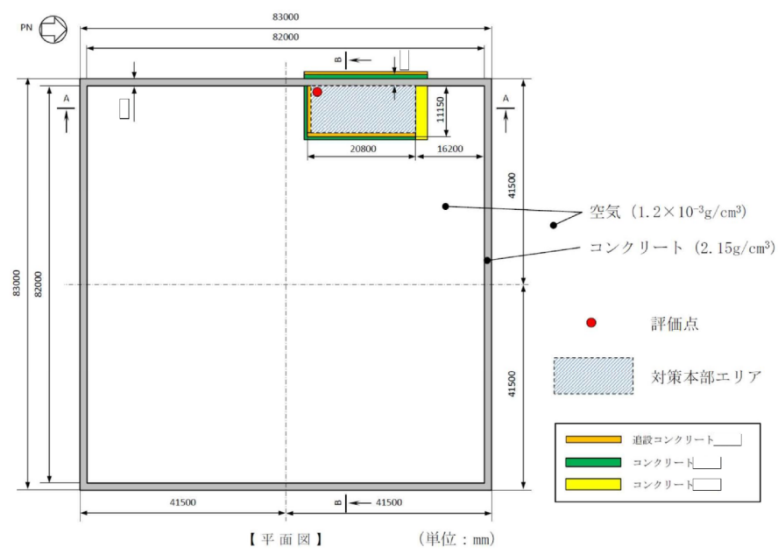 PN
83000
82000
B
A
A
11150
20800
16200
41500
83000
82000
空気 (1.2×10⁻³g/cm³)
コンクリート (2.15g/cm³)
評価点
対策本部エリア
41500
追設コンクリート
コンクリート
コンクリート
B
41500
41500
【 平 面 図 】
(単位：mm)